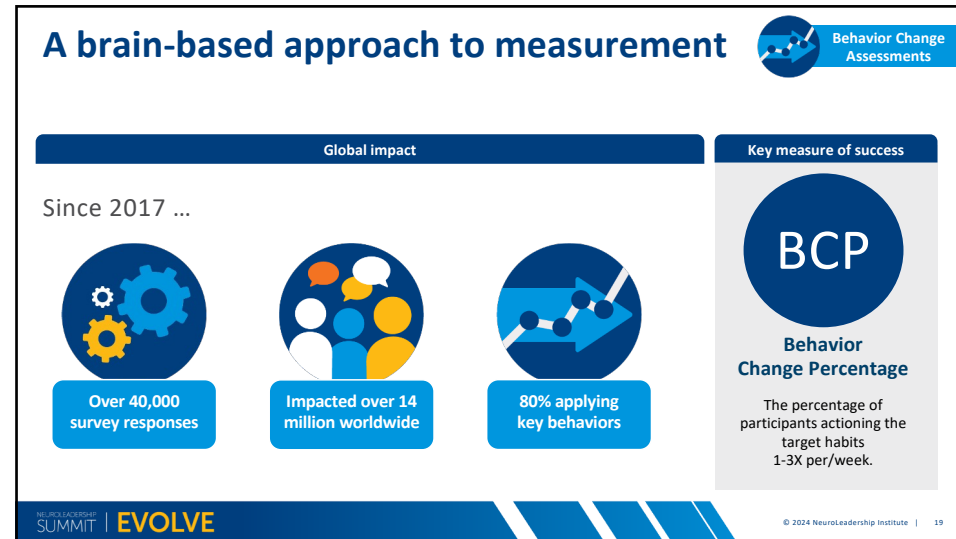 A brain-based approach to measurement
Behavior Change
Assessments
Global impact
Key measure of success
Since 2017 …
Over 40,000
survey responses
Impacted over 14
million worldwide
80% applying
key behaviors
BCP
Behavior
Change Percentage
The percentage of
participants actioning the
target habits
1-3X per/week.
NEUROLEADERSHIP
SUMMIT | EVOLVE
© 2024 NeuroLeadership Institute | 19